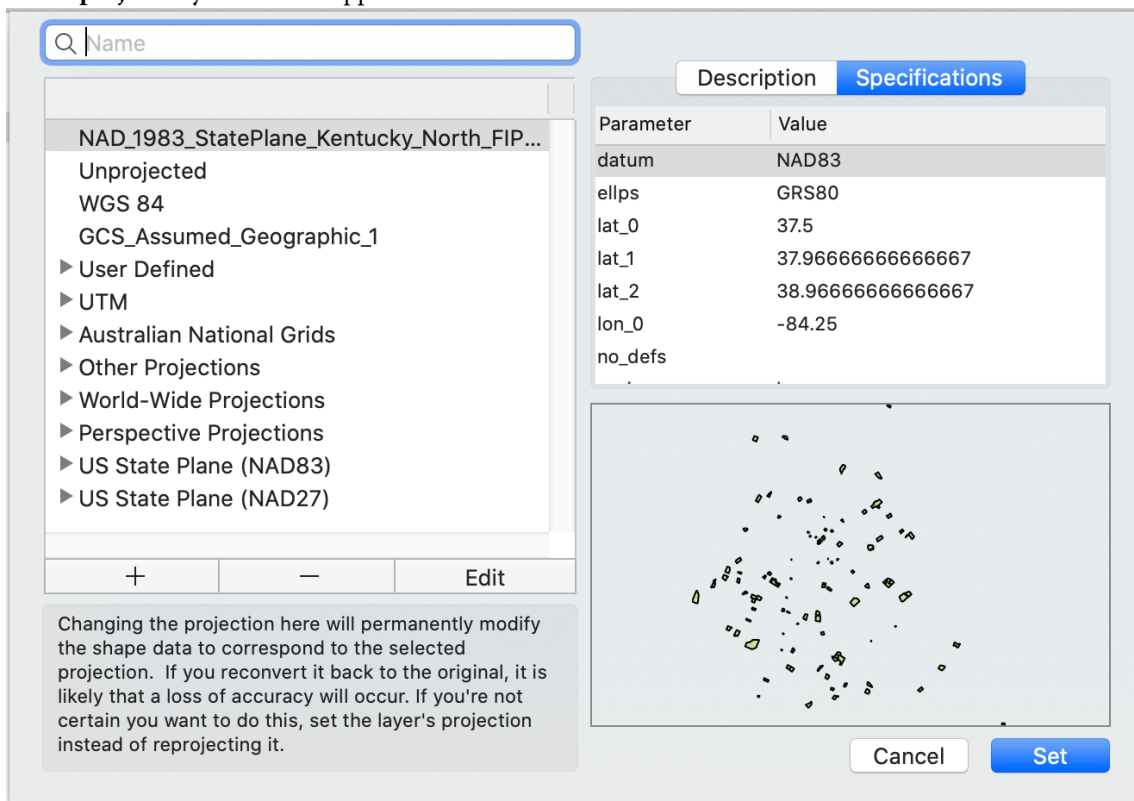 Name
NAD_1983_StatePlane_Kentucky_North_FIP...
Unprojected
WGS 84
GCS_Assumed_Geographic_1
User Defined
UTM
Australian National Grids
Other Projections
World-Wide Projections
Perspective Projections
US State Plane (NAD83)
US State Plane (NAD27)
+ − Edit
Changing the projection here will permanently modify
the shape data to correspond to the selected
projection. If you reconvert it back to the original, it is
likely that a loss of accuracy will occur. If you're not
certain you want to do this, set the layer's projection
instead of reprojecting it.
Description Specifications
Parameter Value
datum NAD83
ellps GRS80
lat_0 37.5
lat_1 37.96666666666667
lat_2 38.96666666666667
lon_0 -84.25
no_defs
Cancel Set